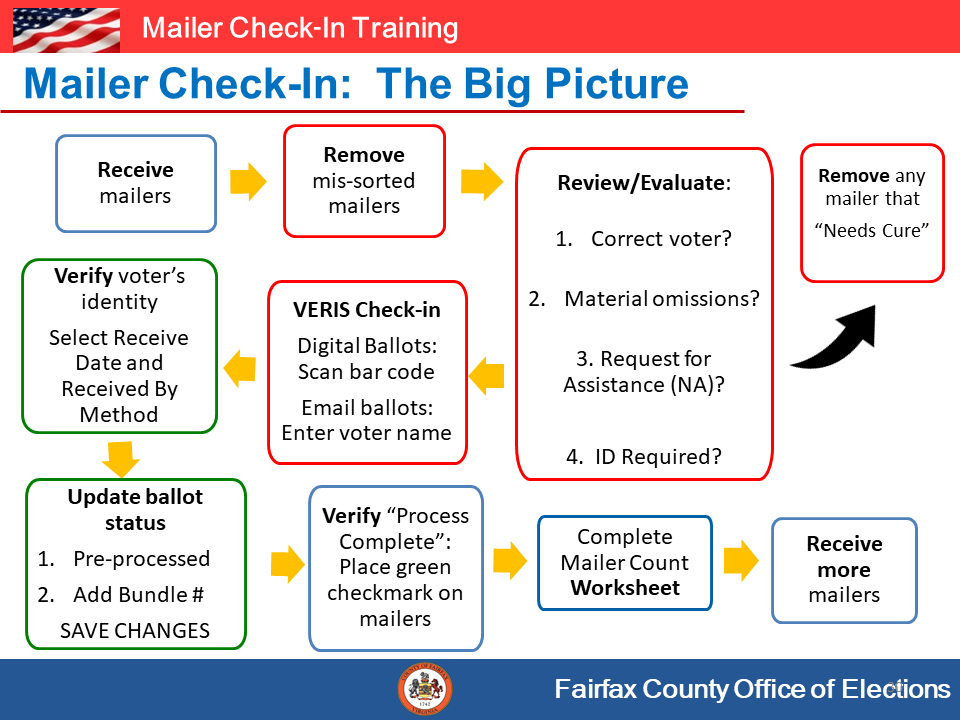 Mailer Check-In Training
Mailer Check-In:  The Big Picture
Receive
mailers
Remove
mis-sorted
mailers
Review/Evaluate:
1. Correct voter?
2. Material omissions?
3. Request for
Assistance (NA)?
4. ID Required?
Remove any
mailer that
“Needs Cure”
VERIS Check-in
Digital Ballots:
Scan bar code
Email ballots:
Enter voter name
Verify voter’s
identity
Select Receive
Date and
Received By
Method
Update ballot
status
1. Pre-processed
2. Add Bundle #
SAVE CHANGES
Verify “Process
Complete”:
Place green
checkmark on
mailers
Complete
Mailer Count
Worksheet
Receive
more
mailers
1742
Fairfax County Office of Elections